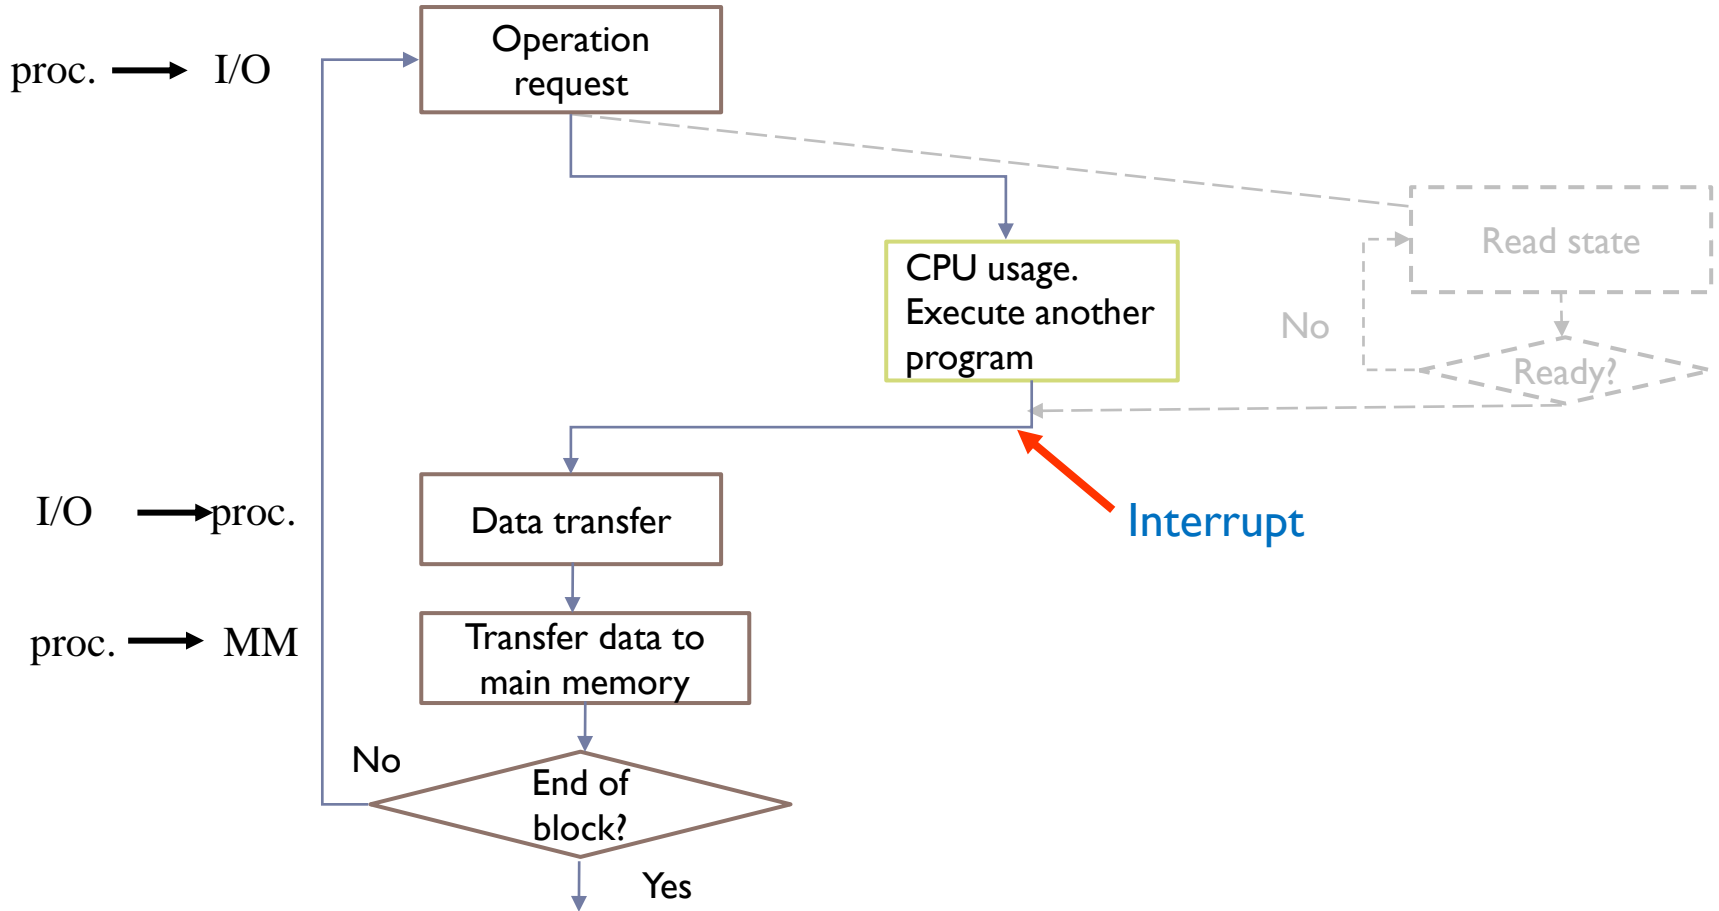 Operation
request
proc. I/O
Read state
CPU usage.
Execute another
program
No
Ready?
I/O proc.
Data transfer
Interrupt
proc. MM
Transfer data to
main memory
No
End of
block?
Yes